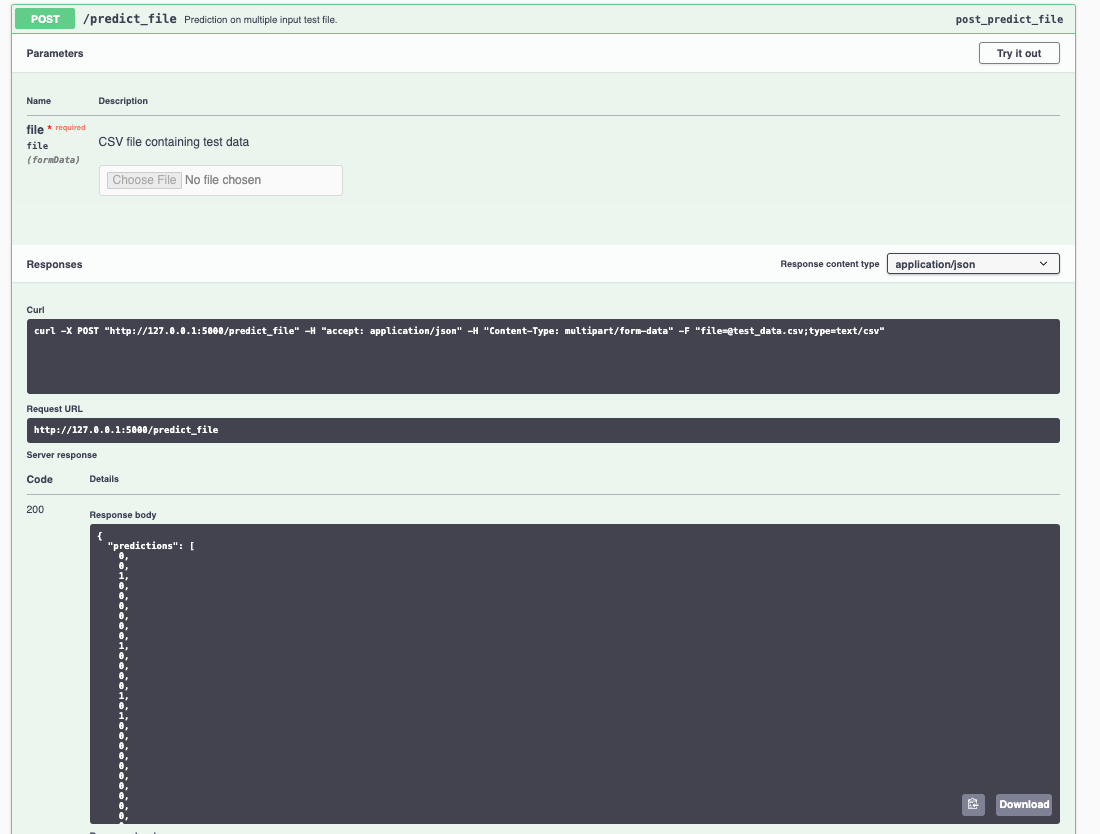 POST /predict_file Prediction on multiple input test file. post_predict_file
Parameters Try it out
Name Description
file * required
file
(formData)
CSV file containing test data
Choose File No file chosen
Responses Response content type application/json
Curl
curl -X POST "http://127.0.0.1:5000/predict_file" -H "accept: application/json" -H "Content-Type: multipart/form-data" -F "file=@test_data.csv;type=text/csv"
Request URL
http://127.0.0.1:5000/predict_file
Server response
Code Details
200
Response body
{
"predictions": [
0,
0,
1,
0,
0,
0,
0,
0,
0,
1,
0,
0,
0,
0,
1,
0,
1,
0,
0,
0,
0,
0,
0,
0,
0,
0,
0,
Download